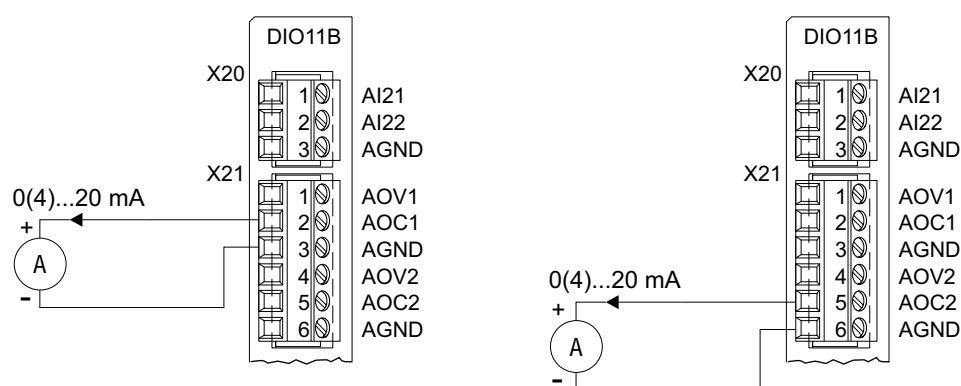 DIO11B
X20
1 AI21
2 AI22
3 AGND
X21
1 AOV1
0(4)...20 mA
2 AOC1
+
3 AGND
A
4 AOV2
-
5 AOC2
6 AGND
DIO11B
X20
1 AI21
2 AI22
3 AGND
X21
1 AOV1
2 AOC1
3 AGND
4 AOV2
0(4)...20 mA
5 AOC2
+
6 AGND
A
-